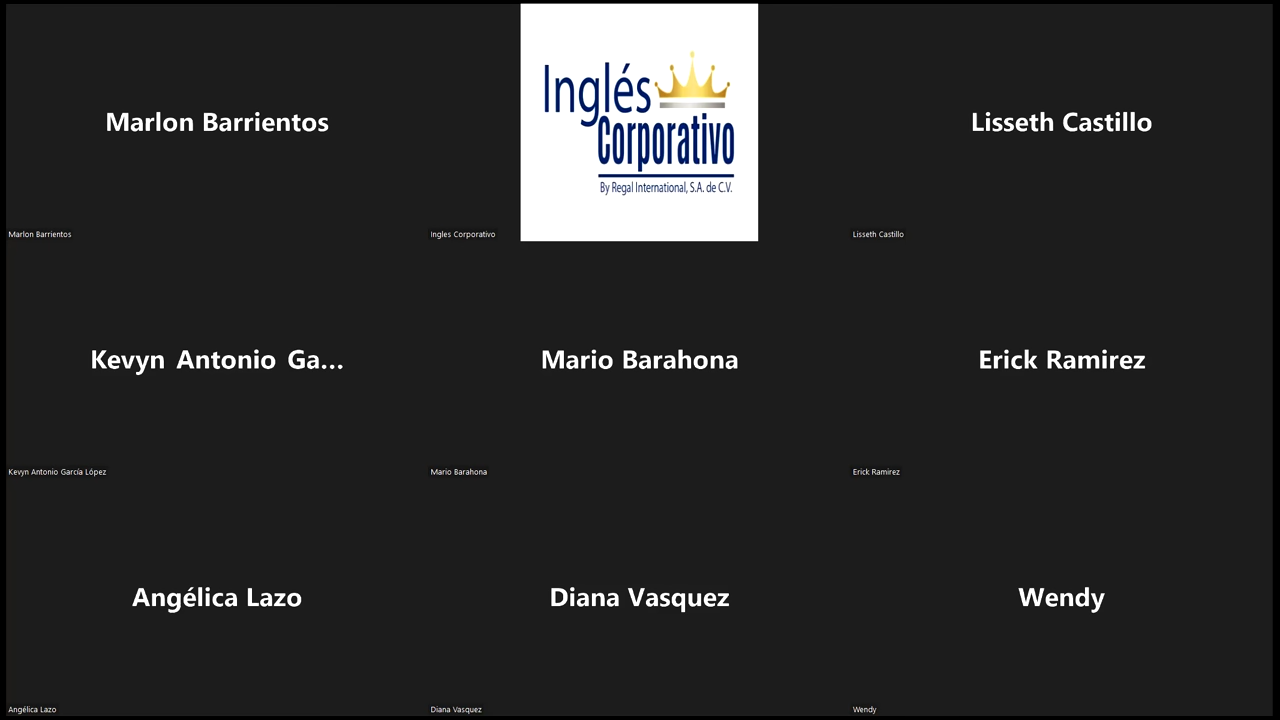 Marlon Barrientos
Marlon Barrientos
Inglés
Corporativo
By Regal International, S.A. de C.V.
Ingles Corporativo
Lisseth Castillo
Lisseth Castillo
Kevyn Antonio Ga...
Kevyn Antonio García López
Mario Barahona
Mario Barahona
Erick Ramirez
Erick Ramirez
Angélica Lazo
Angélica Lazo
Diana Vasquez
Diana Vasquez
Wendy
Wendy